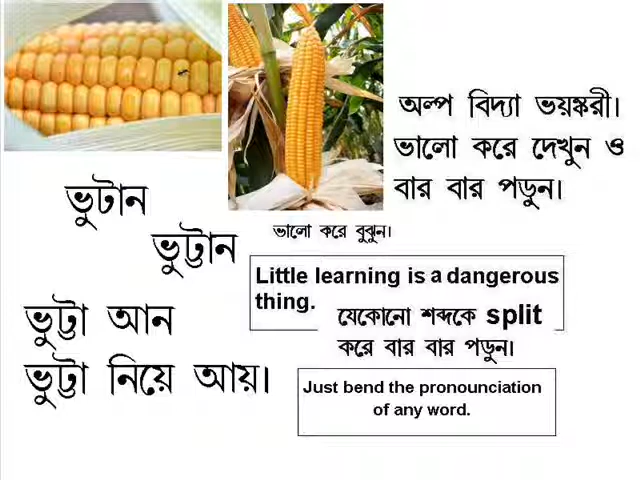 অল্প বিদ্যা ভয়ঙ্করী।
ভালো করে দেখুন ও
বার বার পড়ুন।
ভুটান
ভুট্টান
ভালো করে বুঝুন।
Little learning is a dangerous
thing.
যেকোনো শব্দকে split
করে বার বার পড়ুন।
ভুট্টা আন
ভুট্টা নিয়ে আয়।
Just bend the pronounciation
of any word.